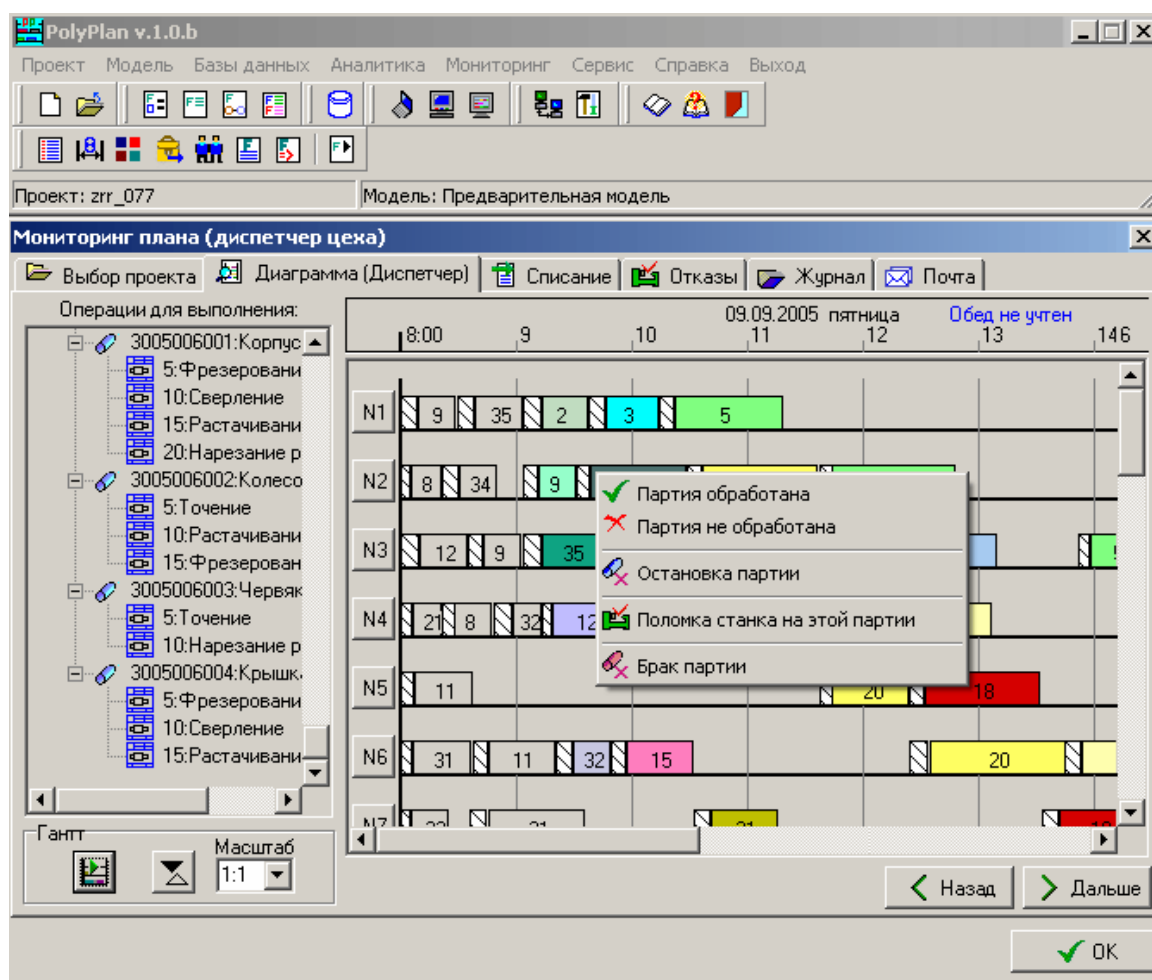 PolyPlan v.1.0.b
Проект Модель Базы данных Аналитика Мониторинг Сервис Справка Выход
Проект: zrr_077 Модель: Предварительная модель
Мониторинг плана (диспетчер цеха)
Выбор проекта Диаграмма (Диспетчер) Списание Отказы Журнал Почта
Операции для выполнения:
09.09.2005 пятница Обед не учтен
8:00 9 10 11 12 13 146
3005006001:Корпус
5:Фрезеровани
10:Сверление
15:Растачивани
20:Нарезание р
3005006002:Колесо
5:Точение
10:Растачивани
15:Фрезерован
3005006003:Червяк
5:Точение
10:Нарезание р
3005006004:Крышк
5:Фрезеровани
10:Сверление
15:Растачивани
N1 9 35 2 3 5
N2 8 34 9
N3 12 9 35
N4 21 8 32 12
N5 11 20 18
N6 31 11 32 15 20
N7
Партия обработана
Партия не обработана
Остановка партии
Поломка станка на этой партии
Брак партии
Гантт
Масштаб
1:1
Назад Дальше
OK